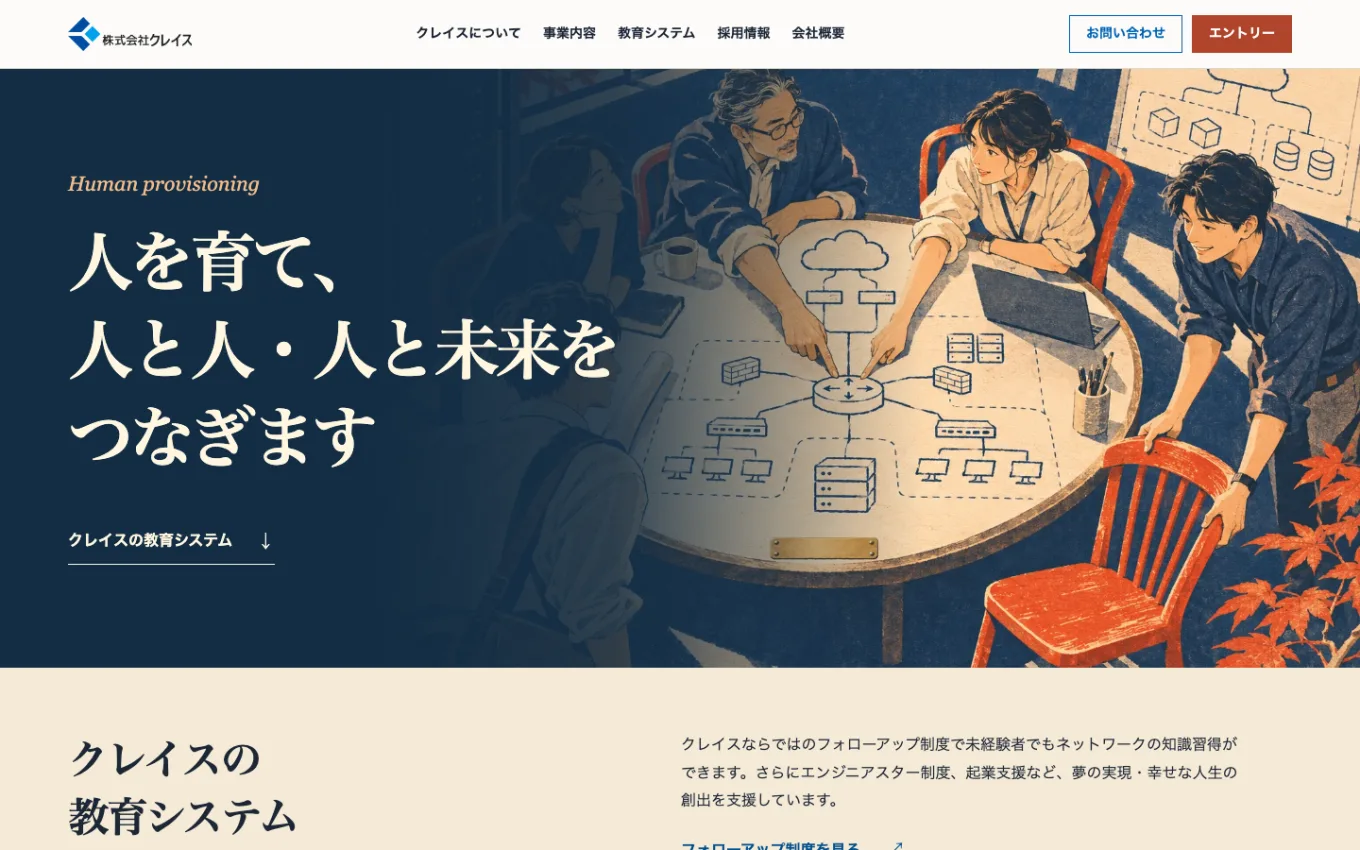 株式会社クレイス
クレイスについて
事業内容
教育システム
採用情報
会社概要
お問い合わせ
エントリー
Human provisioning
人を育て、
人と人・人と未来を
つなぎます
クレイスの教育システム ↓
クレイスの
教育システム
クレイスならではのフォローアップ制度で未経験者でもネットワークの知識習得が
できます。さらにエンジニアスター制度、起業支援など、夢の実現・幸せな人生の
創出を支援しています。
フォローアップ制度を見る ↗